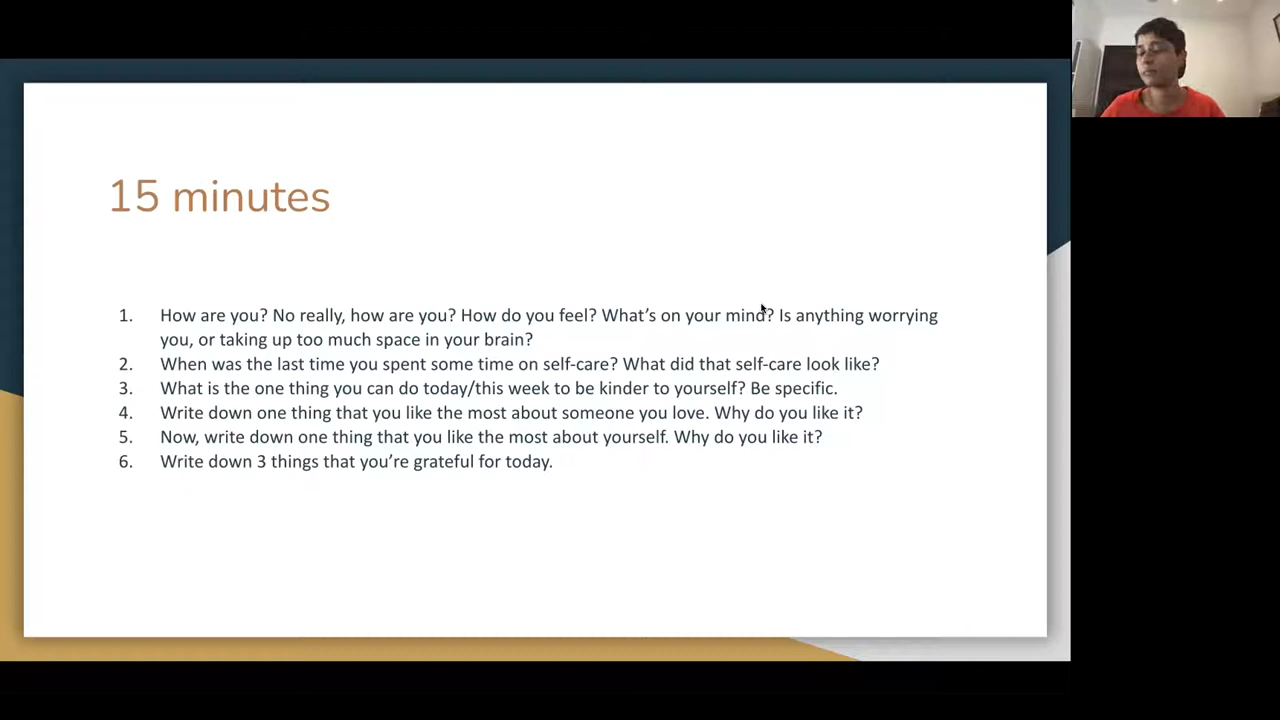 15 minutes
1. How are you? No really, how are you? How do you feel? What's on your mind? Is anything worrying
you, or taking up too much space in your brain?
2. When was the last time you spent some time on self-care? What did that self-care look like?
3. What is the one thing you can do today/this week to be kinder to yourself? Be specific.
4. Write down one thing that you like the most about someone you love. Why do you like it?
5. Now, write down one thing that you like the most about yourself. Why do you like it?
6. Write down 3 things that you're grateful for today.